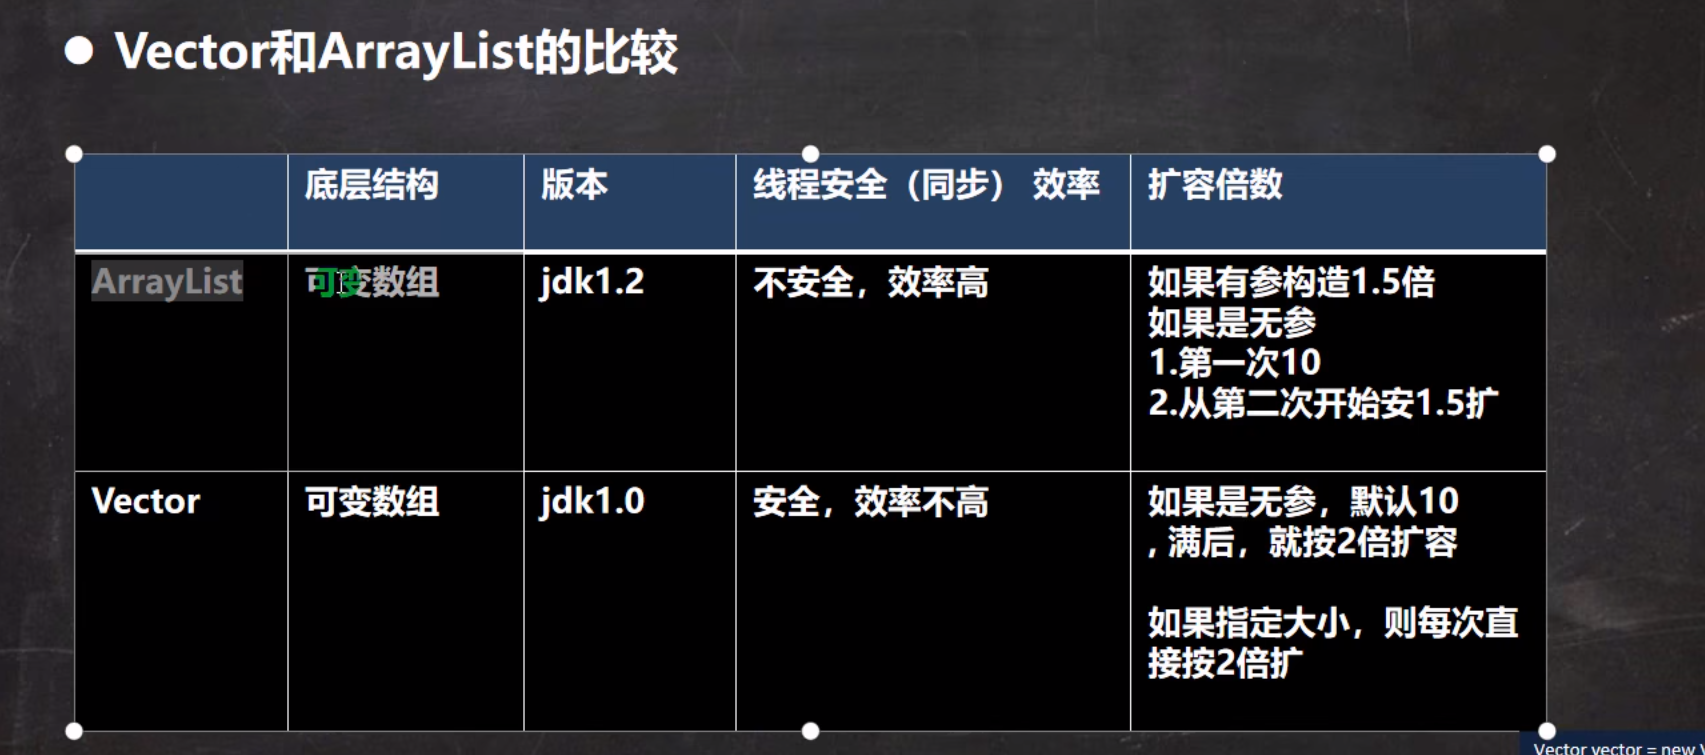 Vector和ArrayList的比较
底层结构
版本
线程安全（同步） 效率
扩容倍数
ArrayList
可变数组
jdk1.2
不安全，效率高
如果有参构造1.5倍
如果是无参
1.第一次10
2.从第二次开始安1.5扩
Vector
可变数组
jdk1.0
安全，效率不高
如果是无参，默认10
, 满后，就按2倍扩容
如果指定大小，则每次直
接按2倍扩
Vector vector = new